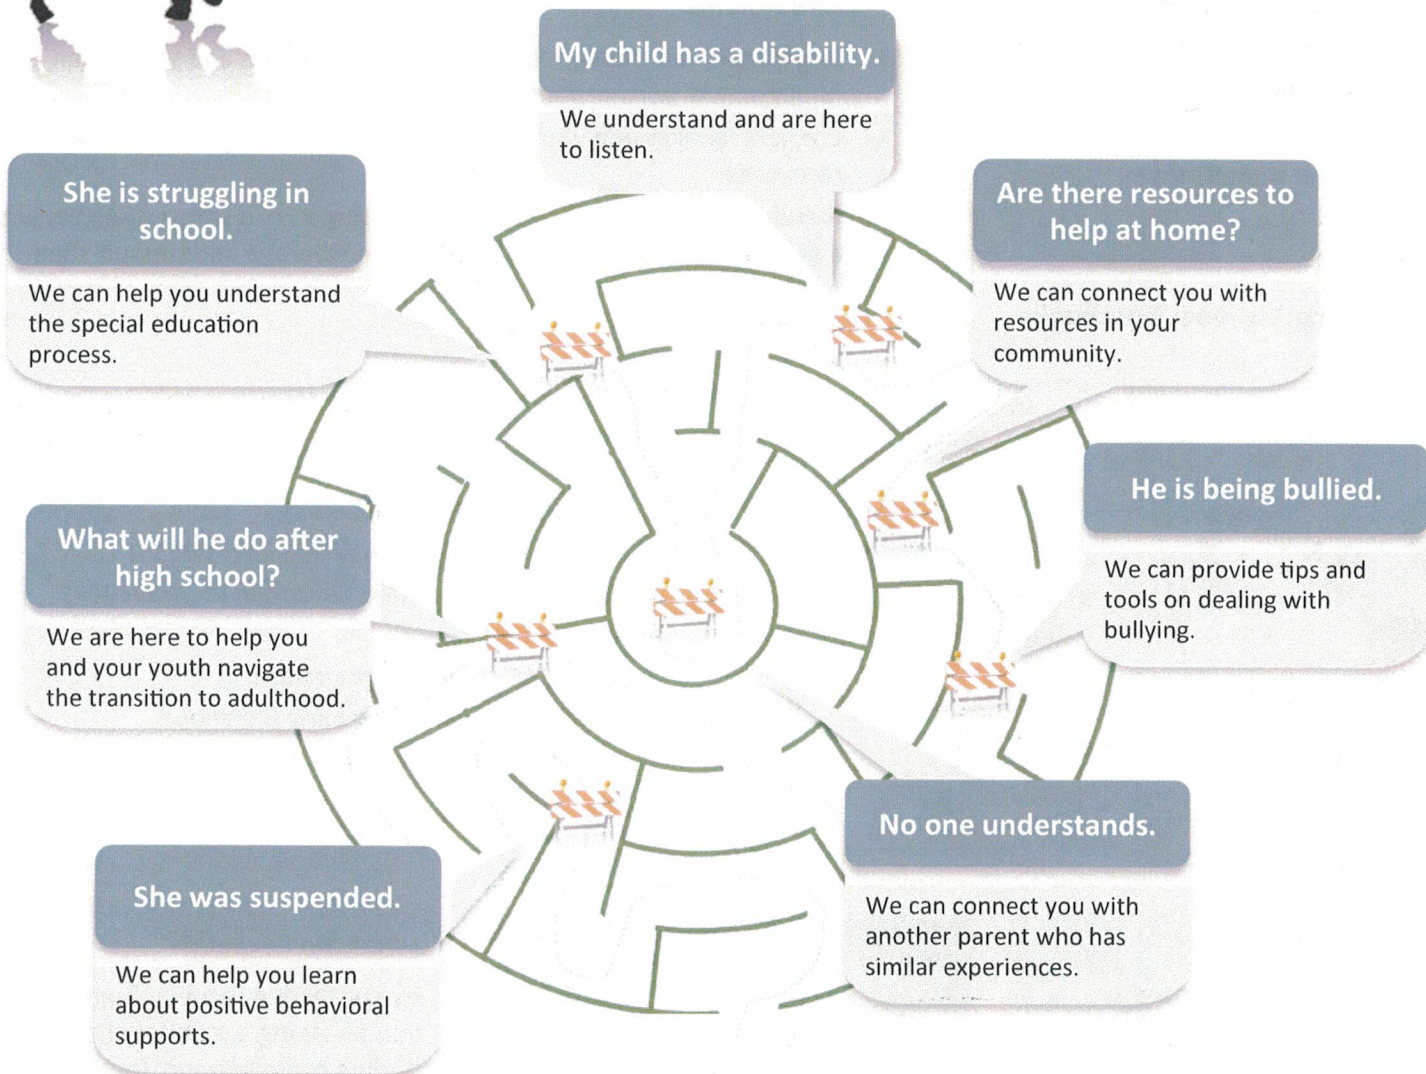 My child has a disability.
We understand and are here
to listen.
She is struggling in
school.
We can help you understand
the special education
process.
Are there resources to
help at home?
We can connect you with
resources in your
community.
He is being bullied.
We can provide tips and
tools on dealing with
bullying.
What will he do after
high school?
We are here to help you
and your youth navigate
the transition to adulthood.
No one understands.
We can connect you with
another parent who has
similar experiences.
She was suspended.
We can help you learn
about positive behavioral
supports.